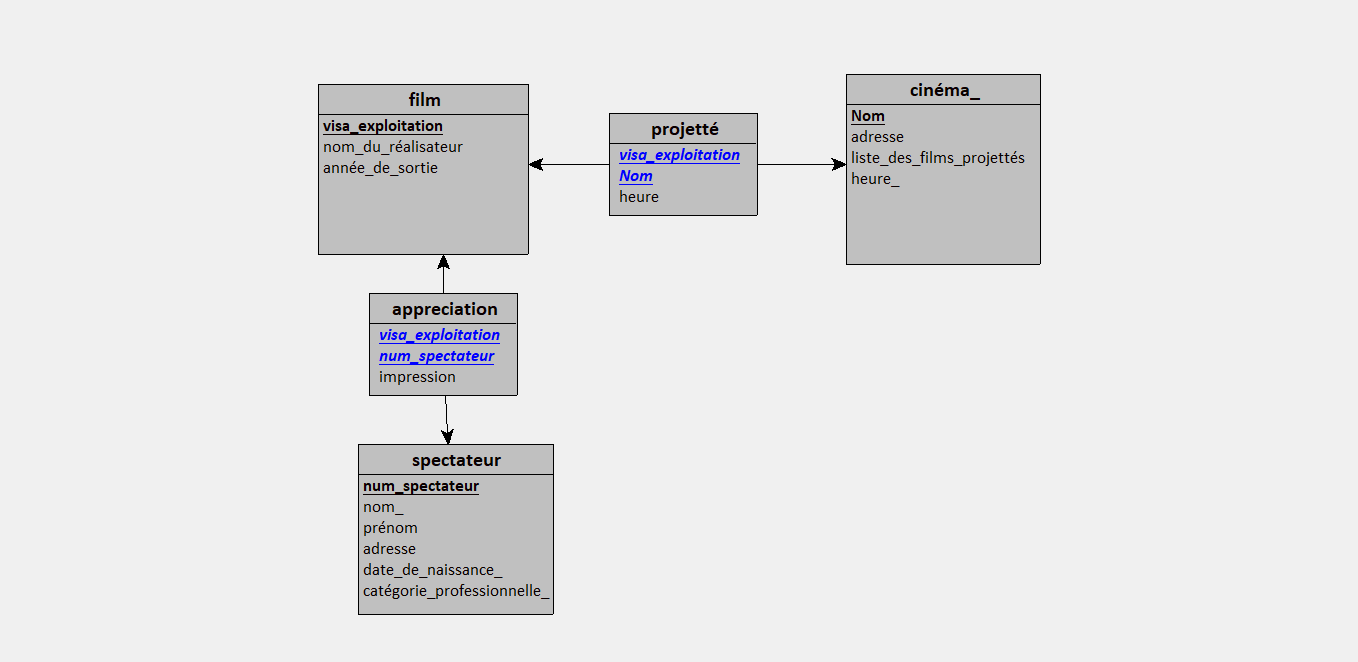 film
visa_exploitation
nom_du_réalisateur
année_de_sortie
projetté
visa_exploitation
Nom
heure
cinéma_
Nom
adresse
liste_des_films_projettés
heure_
appreciation
visa_exploitation
num_spectateur
impression
spectateur
num_spectateur
nom_
prénom
adresse
date_de_naissance_
catégorie_professionnelle_